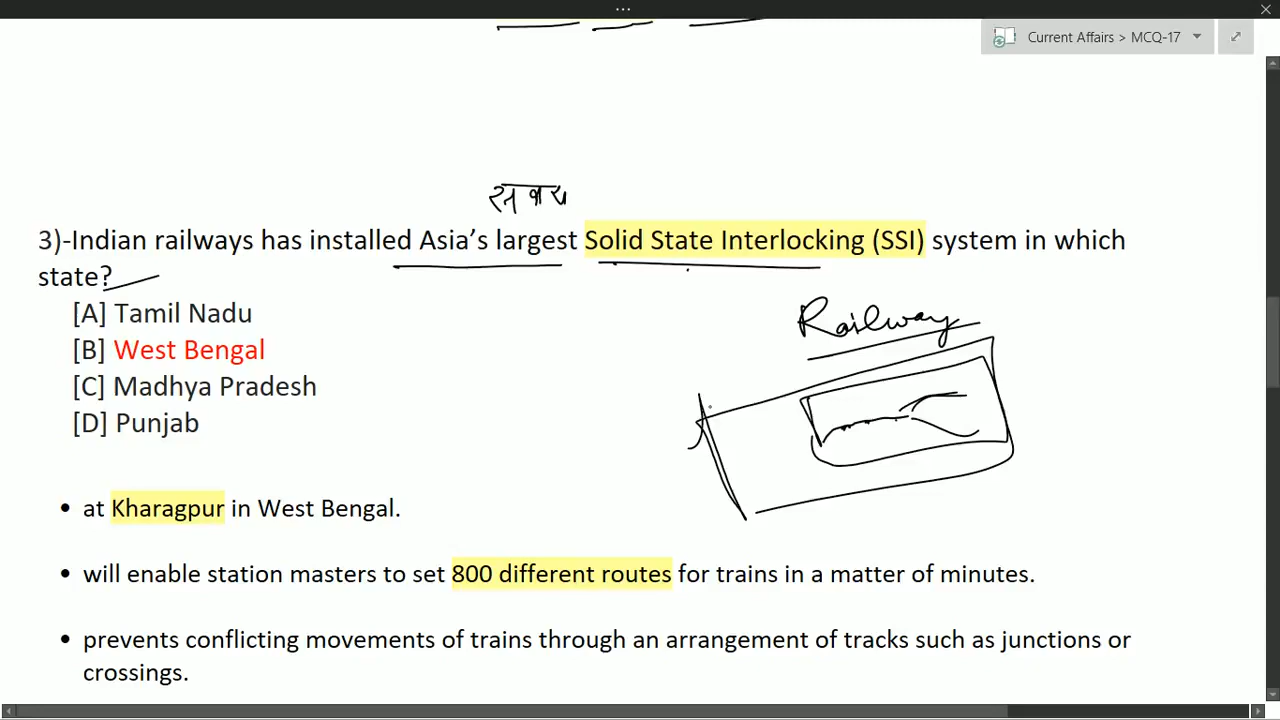 Current Affairs > MCQ-17
3)-Indian railways has installed Asia’s largest Solid State Interlocking (SSI) system in which
state?
[A] Tamil Nadu
Railway
[B] West Bengal
[C] Madhya Pradesh
[D] Punjab
• at Kharagpur in West Bengal.
• will enable station masters to set 800 different routes for trains in a matter of minutes.
• prevents conflicting movements of trains through an arrangement of tracks such as junctions or
crossings.